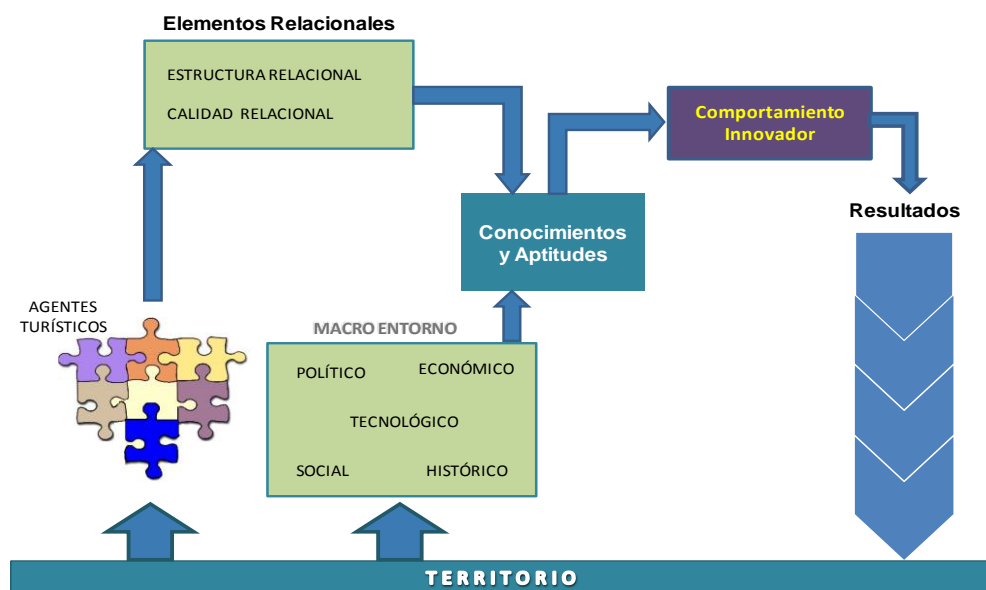 Elementos Relacionales
ESTRUCTURA RELACIONAL
CALIDAD RELACIONAL
Comportamiento
Innovador
Conocimientos
y Aptitudes
Resultados
AGENTES
TURÍSTICOS
MACRO ENTORNO
POLÍTICO
ECONÓMICO
TECNOLÓGICO
SOCIAL
HISTÓRICO
TERRITORIO